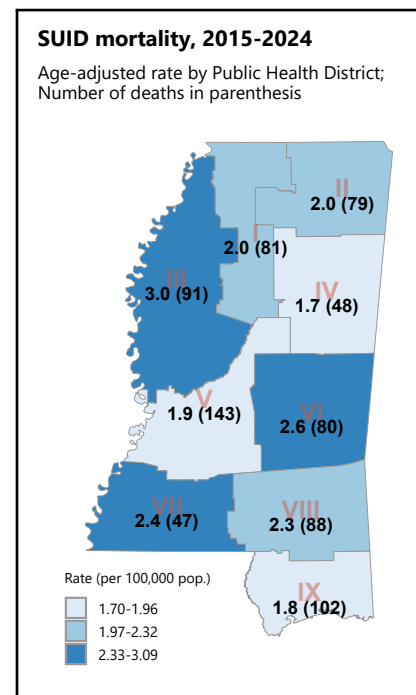 SUID mortality, 2015-2024
Age-adjusted rate by Public Health District;
Number of deaths in parenthesis
II
2.0 (79)
I
2.0 (81)
III
3.0 (91)
IV
1.7 (48)
V
1.9 (143)
VI
2.6 (80)
VII
2.4 (47)
VIII
2.3 (88)
IX
1.8 (102)
Rate (per 100,000 pop.)
1.70-1.96
1.97-2.32
2.33-3.09